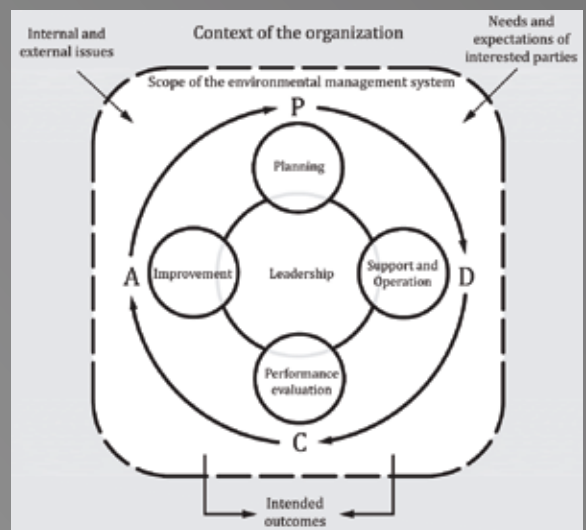 Internal and
external issues
Context of the organization
Needs and
expectations of
interested parties
Scope of the environmental management system
P
Planning
A
Improvement
Leadership
Support and
Operation
D
Performance
evaluation
C
Intended
outcomes